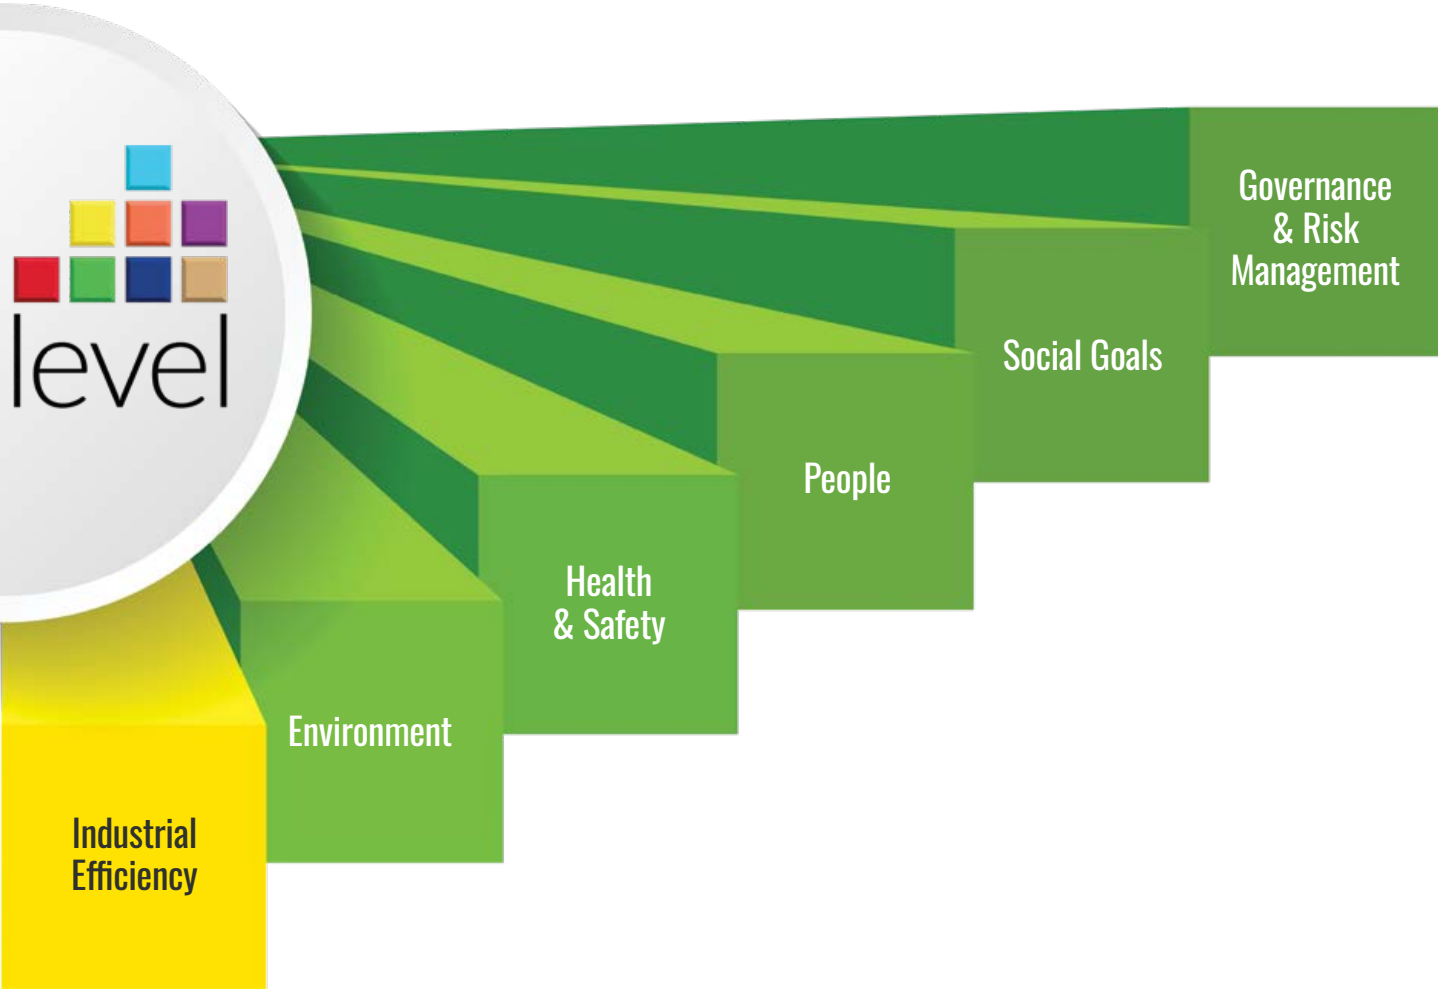 level
Governance
& Risk
Management
Social Goals
People
Health
& Safety
Environment
Industrial
Efficiency